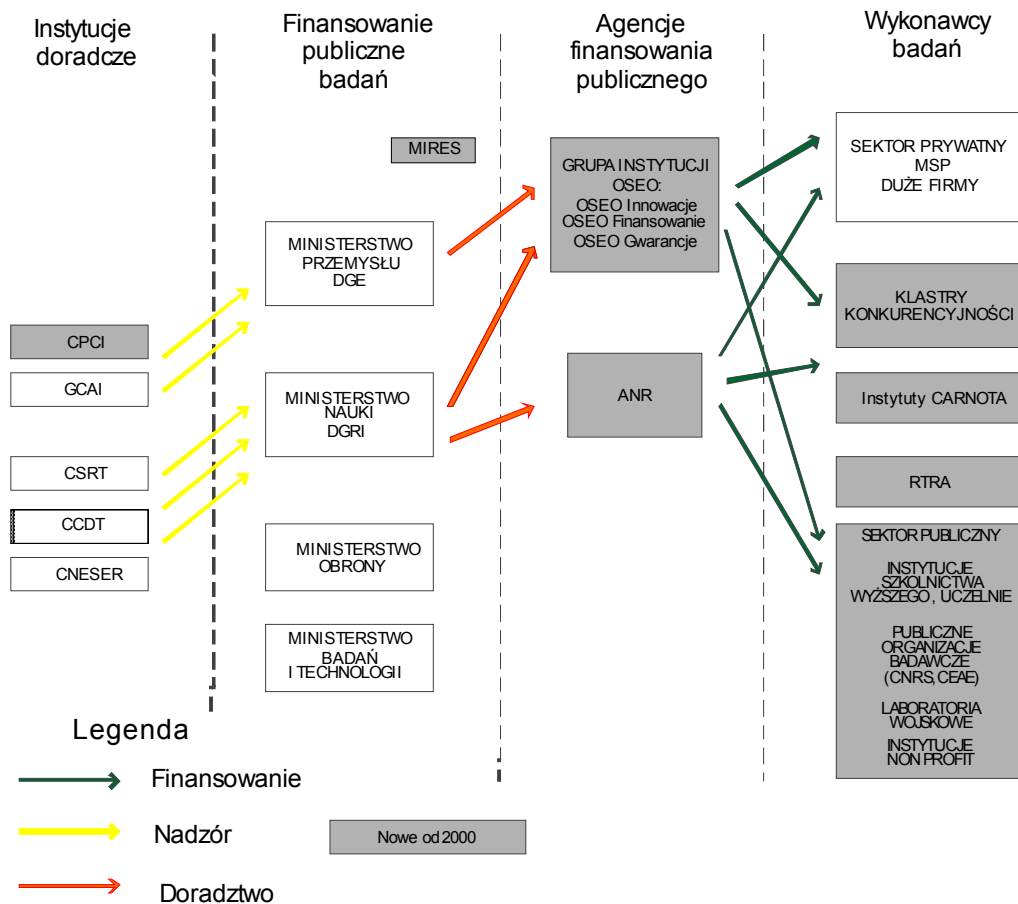 Instytucje
doradcze
Finansowanie
publiczne
badań
Agencje
finansowania
publicznego
Wykonawcy
badań
CPCI
GCAI
CSRT
CCDT
CNESER
MIRES
MINISTERSTWO
PRZEMYSŁU
DGE
MINISTERSTWO
NAUKI
DGRI
MINISTERSTWO
OBRONY
MINISTERSTWO
BADAŃ
I TECHNOLOGII
GRUPA INSTYTUCJI
OSEO:
OSEO Innowacje
OSEO Finansowanie
OSEO Gwarancje
ANR
SEKTOR PRYWATNY
MSP
DUŻE FIRMY
KLASTRY
KONKURENCYJNOŚCI
Instytuty CARNOTA
RTRA
SEKTOR PUBLICZNY
INSTYTUCJE
SZKOLNICTWA
WYŻSZEGO, UCZELNIE
PUBLICZNE
ORGANIZACJE
BADAWCZE
(CNRS, CEAE)
LABORATORIA
WOJSKOWE
INSTYTUCJE
NON PROFIT
Legenda
Finansowanie
Nadzór
Doradztwo
Nowe od 2000